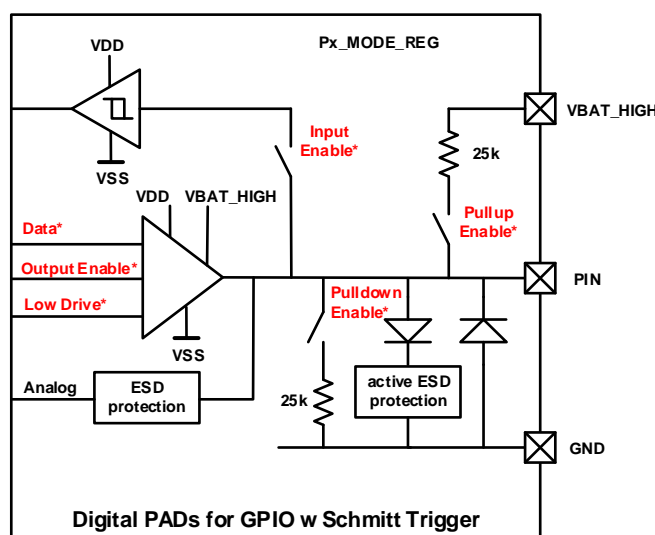 Px_MODE_REG
VDD
VBAT_HIGH
Input
Enable*
25k
VSS
Pullup
Enable*
VDD
VBAT_HIGH
Data*
Output Enable*
PIN
Pulldown
Enable*
Low Drive*
VSS
Analog
ESD
protection
25k
active ESD
protection
GND
Digital PADs for GPIO w Schmitt Trigger